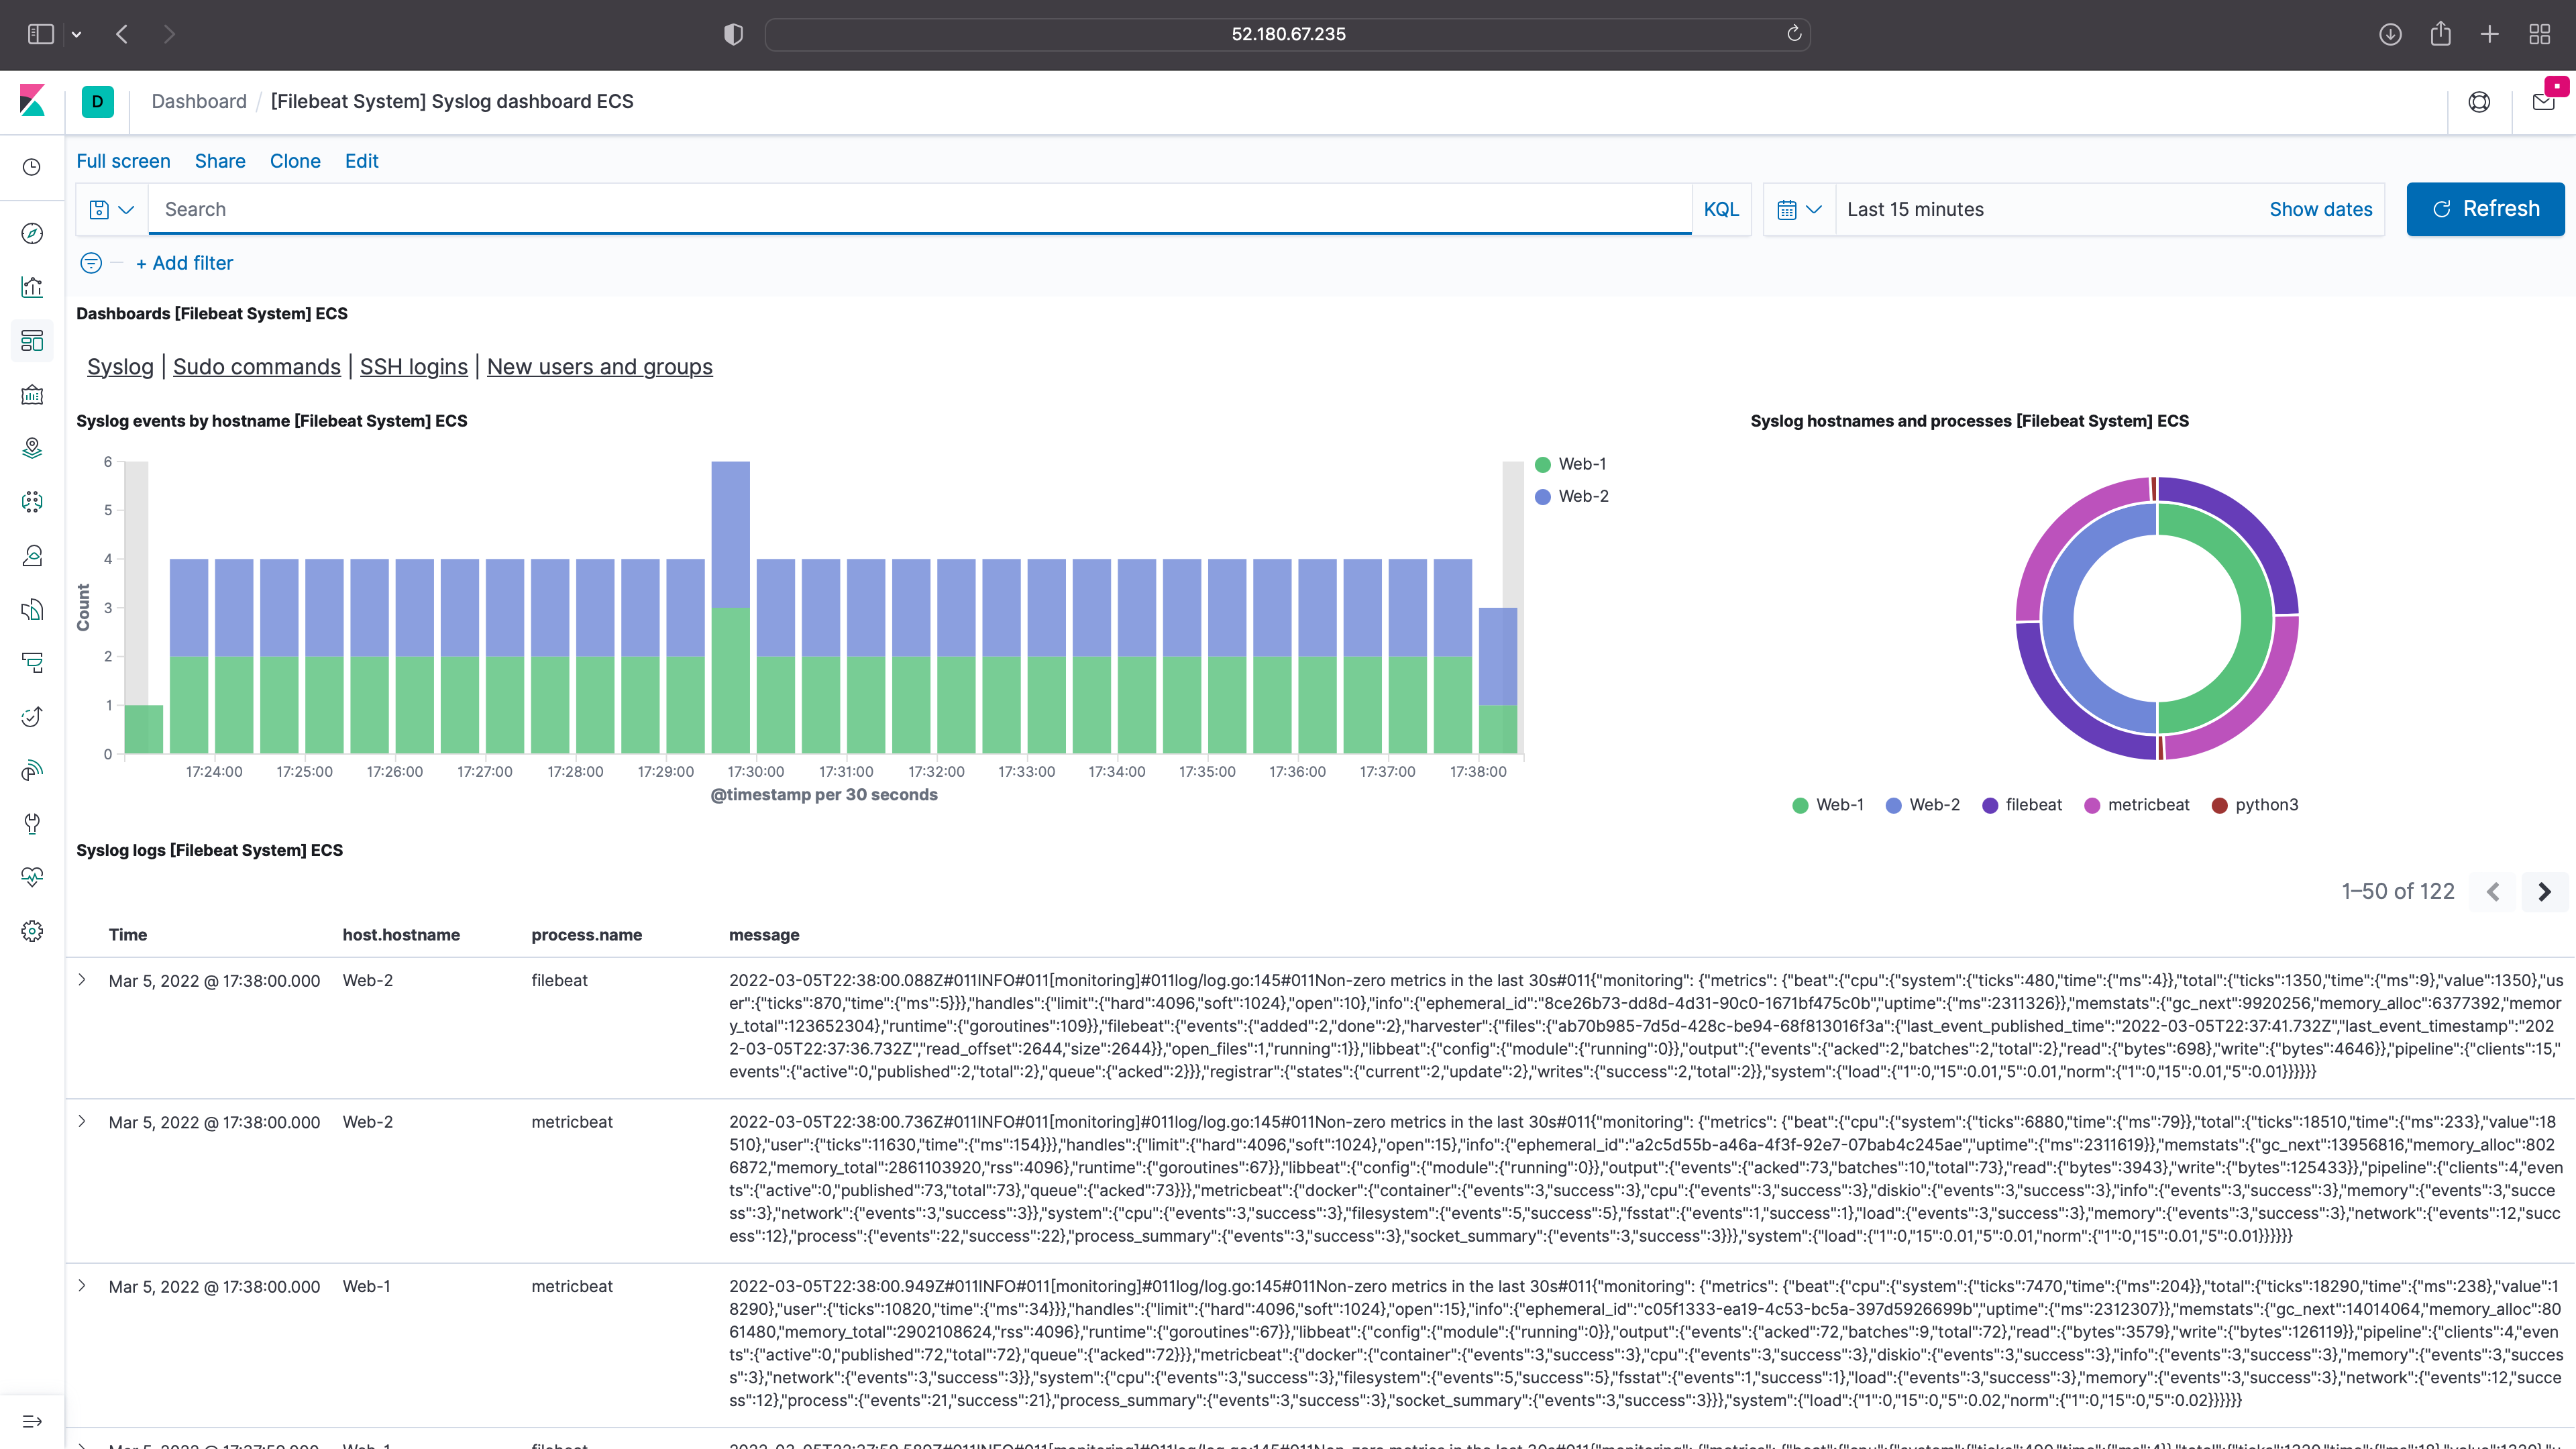 52.180.67.235
D
Dashboard / [Filebeat System] Syslog dashboard ECS
Full screen Share Clone Edit
Search KQL Last 15 minutes Show dates Refresh
+ Add filter
Dashboards [Filebeat System] ECS
Syslog | Sudo commands | SSH logins | New users and groups
Syslog events by hostname [Filebeat System] ECS
6
5
4
3
2
1
0
Count
17:24:00 17:25:00 17:26:00 17:27:00 17:28:00 17:29:00 17:30:00 17:31:00 17:32:00 17:33:00 17:34:00 17:35:00 17:36:00 17:37:00 17:38:00
@timestamp per 30 seconds
Web-1
Web-2
Syslog hostnames and processes [Filebeat System] ECS
Web-1 Web-2 filebeat metricbeat python3
Syslog logs [Filebeat System] ECS
1–50 of 122
Time host.hostname process.name message
Mar 5, 2022 @ 17:38:00.000 Web-2 filebeat 2022-03-05T22:38:00.088Z#011INFO#011[monitoring]#011log/log.go:145#011Non-zero metrics in the last 30s#011{"monitoring": {"metrics": {"beat":{"cpu":{"system":{"ticks":480,"time":{"ms":4}},"total":{"ticks":1350,"time":{"ms":9},"value":1350},"us
er":{"ticks":870,"time":{"ms":5}}},"handles":{"limit":{"hard":4096,"soft":1024},"open":10},"info":{"ephemeral_id":"8ce26b73-dd8d-4d31-90c0-1671bf475c0b","uptime":{"ms":2311326}},"memstats":{"gc_next":9920256,"memory_alloc":6377392,"memor
y_total":123652304},"runtime":{"goroutines":109}},"filebeat":{"events":{"added":2,"done":2},"harvester":{"files":{"ab70b985-7d5d-428c-be94-68f813016f3a":{"last_event_published_time":"2022-03-05T22:37:41.732Z","last_event_timestamp":"202
2-03-05T22:37:36.732Z","read_offset":2644,"size":2644}},"open_files":1,"running":1}},"libbeat":{"config":{"module":{"running":0}},"output":{"events":{"acked":2,"batches":2,"total":2},"read":{"bytes":698},"write":{"bytes":4646}},"pipeline":{"clients":15,"
events":{"active":0,"published":2,"total":2},"queue":{"acked":2}}},"registrar":{"states":{"current":2,"update":2},"writes":{"success":2,"total":2}},"system":{"load":{"1":0,"15":0.01,"5":0.01,"norm":{"1":0,"15":0.01,"5":0.01}}}}}}
Mar 5, 2022 @ 17:38:00.000 Web-2 metricbeat 2022-03-05T22:38:00.736Z#011INFO#011[monitoring]#011log/log.go:145#011Non-zero metrics in the last 30s#011{"monitoring": {"metrics": {"beat":{"cpu":{"system":{"ticks":6880,"time":{"ms":79}},"total":{"ticks":18510,"time":{"ms":233},"value":18
510},"user":{"ticks":11630,"time":{"ms":154}}},"handles":{"limit":{"hard":4096,"soft":1024},"open":15},"info":{"ephemeral_id":"a2c5d55b-a46a-4f3f-92e7-07bab4c245ae","uptime":{"ms":2311619}},"memstats":{"gc_next":13956816,"memory_alloc":802
6872,"memory_total":2861103920,"rss":4096},"runtime":{"goroutines":67}},"libbeat":{"config":{"module":{"running":0}},"output":{"events":{"acked":73,"batches":10,"total":73},"read":{"bytes":3943},"write":{"bytes":125433}},"pipeline":{"clients":4,"even
ts":{"active":0,"published":73,"total":73},"queue":{"acked":73}}},"metricbeat":{"docker":{"container":{"events":3,"success":3},"cpu":{"events":3,"success":3},"diskio":{"events":3,"success":3},"info":{"events":3,"success":3},"memory":{"events":3,"succe
ss":3},"network":{"events":3,"success":3}},"system":{"cpu":{"events":3,"success":3},"filesystem":{"events":5,"success":5},"fsstat":{"events":1,"success":1},"load":{"events":3,"success":3},"memory":{"events":3,"success":3},"network":{"events":12,"succ
ess":12},"process":{"events":22,"success":22},"process_summary":{"events":3,"success":3},"socket_summary":{"events":3,"success":3}}},"system":{"load":{"1":0,"15":0.01,"5":0.01,"norm":{"1":0,"15":0.01,"5":0.01}}}}}}
Mar 5, 2022 @ 17:38:00.000 Web-1 metricbeat 2022-03-05T22:38:00.949Z#011INFO#011[monitoring]#011log/log.go:145#011Non-zero metrics in the last 30s#011{"monitoring": {"metrics": {"beat":{"cpu":{"system":{"ticks":7470,"time":{"ms":204}},"total":{"ticks":18290,"time":{"ms":238},"value":1
8290},"user":{"ticks":10820,"time":{"ms":34}}},"handles":{"limit":{"hard":4096,"soft":1024},"open":15},"info":{"ephemeral_id":"c05f1333-ea19-4c53-bc5a-397d5926699b","uptime":{"ms":2312307}},"memstats":{"gc_next":14014064,"memory_alloc":80
61480,"memory_total":2902108624,"rss":4096},"runtime":{"goroutines":67}},"libbeat":{"config":{"module":{"running":0}},"output":{"events":{"acked":72,"batches":9,"total":72},"read":{"bytes":3579},"write":{"bytes":126119}},"pipeline":{"clients":4,"even
ts":{"active":0,"published":72,"total":72},"queue":{"acked":72}}},"metricbeat":{"docker":{"container":{"events":3,"success":3},"cpu":{"events":3,"success":3},"diskio":{"events":3,"success":3},"info":{"events":3,"success":3},"memory":{"events":3,"succes
s":3},"network":{"events":3,"success":3}},"system":{"cpu":{"events":3,"success":3},"filesystem":{"events":5,"success":5},"fsstat":{"events":1,"success":1},"load":{"events":3,"success":3},"memory":{"events":3,"success":3},"network":{"events":12,"succe
ss":12},"process":{"events":21,"success":21},"process_summary":{"events":3,"success":3},"socket_summary":{"events":3,"success":3}}},"system":{"load":{"1":0,"15":0,"5":0.02,"norm":{"1":0,"15":0,"5":0.02}}}}}}